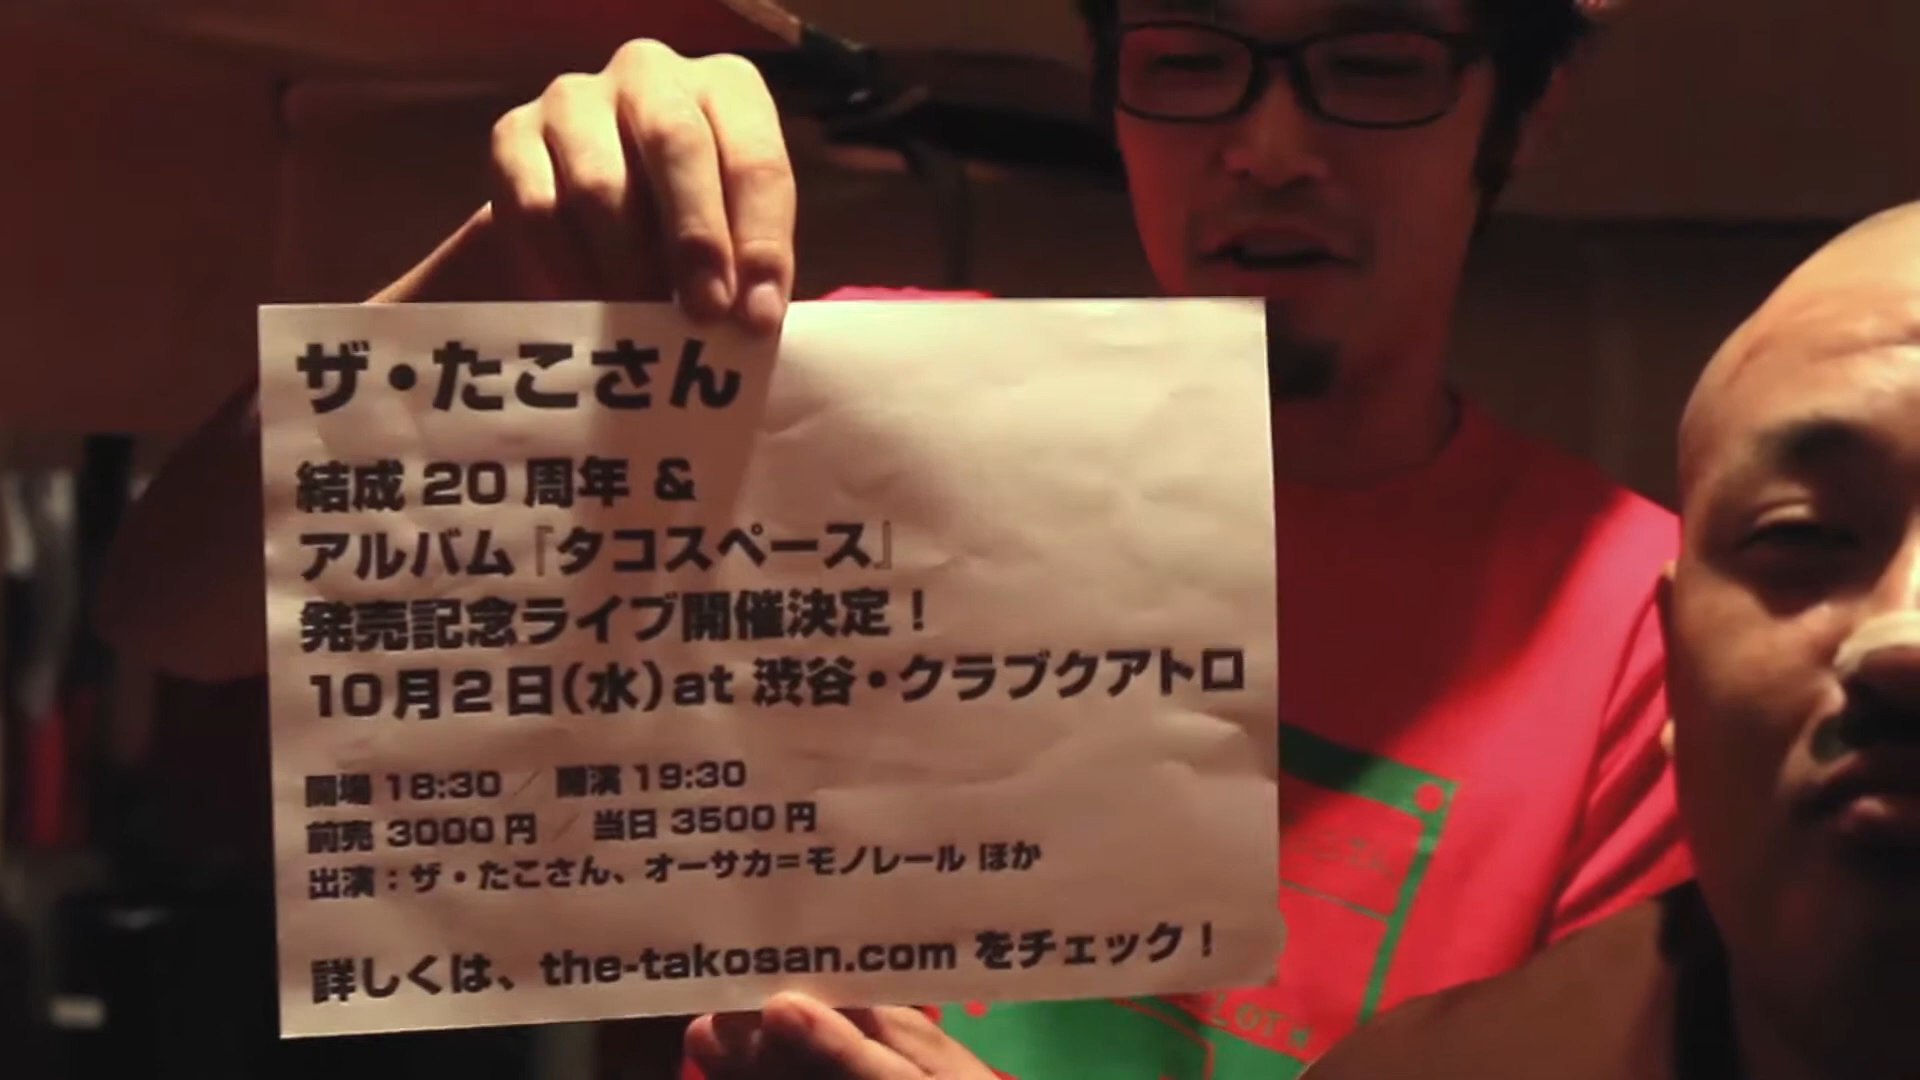 ザ・たこさん
結成 20 周年 &
アルバム『タコスペース』
発売記念ライブ開催決定！
10月2日(水)at 渋谷・クラブクアトロ
開場 18:30 ／ 開演 19:30
前売 3000 円 ／ 当日 3500 円
出演：ザ・たこさん、オーサカ=モノレール ほか
詳しくは、the-takosan.com をチェック！